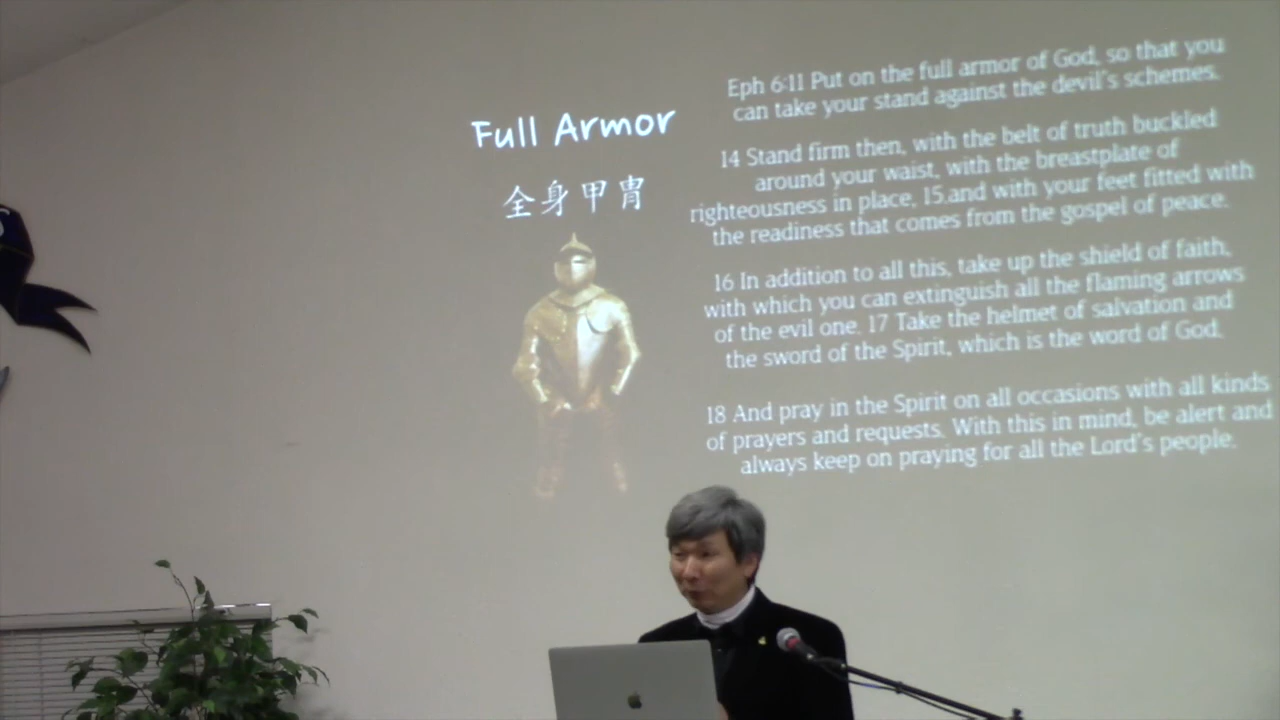 Full Armor
全身甲冑
Eph 6:11 Put on the full armor of God, so that you
can take your stand against the devil's schemes.
14 Stand firm then, with the belt of truth buckled
around your waist, with the breastplate of
righteousness in place, 15.and with your feet fitted with
the readiness that comes from the gospel of peace.
16 In addition to all this, take up the shield of faith,
with which you can extinguish all the flaming arrows
of the evil one. 17 Take the helmet of salvation and
the sword of the Spirit, which is the word of God.
18 And pray in the Spirit on all occasions with all kinds
of prayers and requests. With this in mind, be alert and
always keep on praying for all the Lord's people.